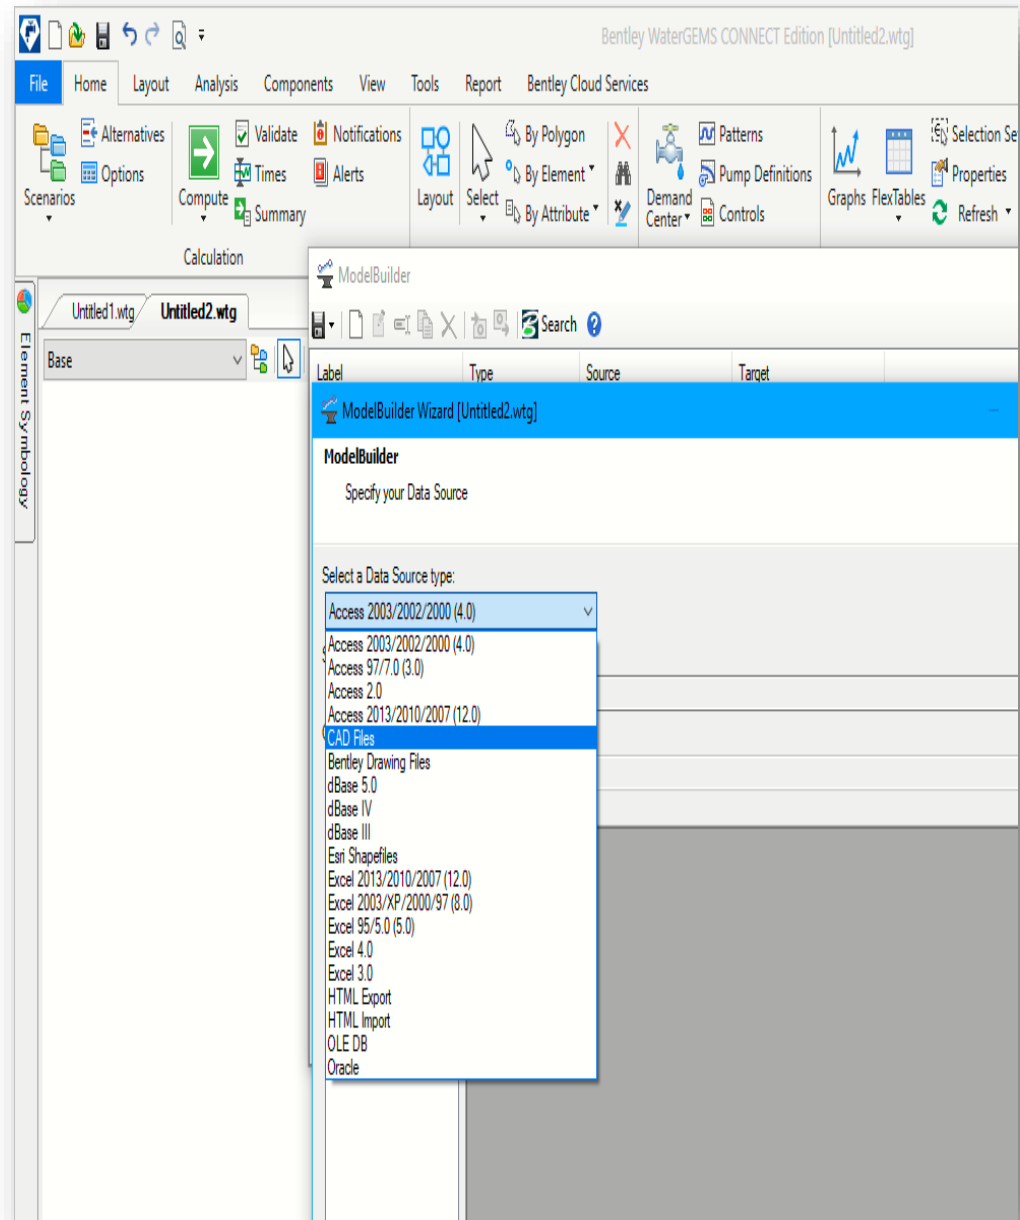 Bentley WaterGEMS CONNECT Edition [Untitled2.wtg]
File Home Layout Analysis Components View Tools Report Bentley Cloud Services
Alternatives Validate Notifications By Polygon Patterns Selection Se
Options Times Alerts By Element Pump Definitions Properties
Scenarios Compute Summary Layout Select By Attribute Demand Center Controls Graphs FlexTables Refresh
Calculation
ModelBuilder
Untitled1.wtg Untitled2.wtg
Search
Base
Element Symbology
Label Type Source Target
ModelBuilder Wizard [Untitled2.wtg]
ModelBuilder
Specify your Data Source
Select a Data Source type:
Access 2003/2002/2000 (4.0)
Access 2003/2002/2000 (4.0)
Access 97/7.0 (3.0)
Access 2.0
Access 2013/2010/2007 (12.0)
CAD Files
Bentley Drawing Files
dBase 5.0
dBase IV
dBase III
Esri Shapefiles
Excel 2013/2010/2007 (12.0)
Excel 2003/XP/2000/97 (8.0)
Excel 95/5.0 (5.0)
Excel 4.0
Excel 3.0
HTML Export
HTML Import
OLE DB
Oracle